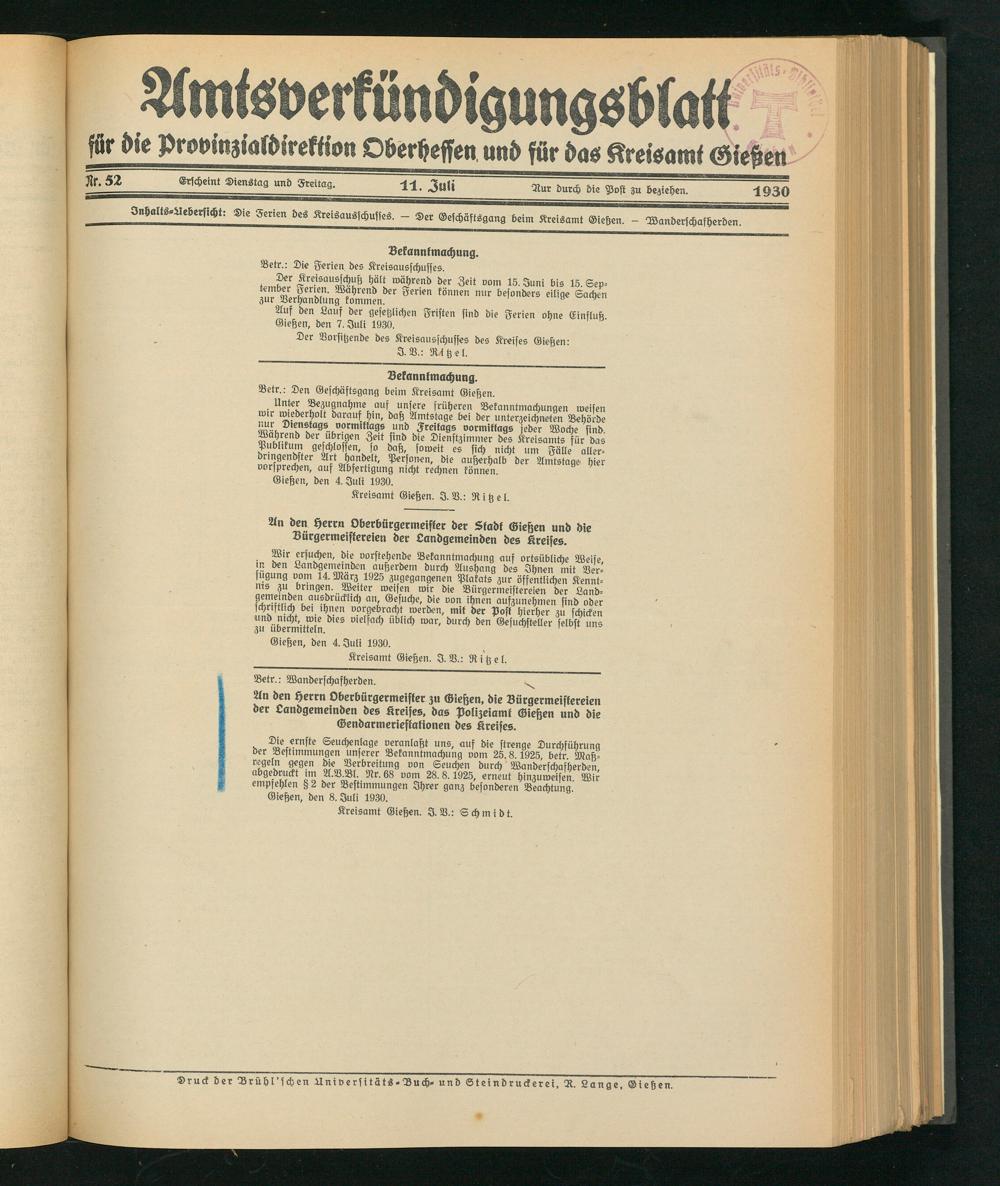 Amtsverkündigungsblatt
für die Provinzialdirektion Oberhessen und für das Kreisamt Gießen
Nr. 52 Erscheint Dienstag und Freitag. 11. Juli Nur durch die Post zu beziehen. 1930
Inhalts-Uebersicht: Die Ferien des Kreisausschusses. — Der Geschäftsgang beim Kreisamt Gießen. — Wanderschafherden.
Bekanntmachung.
Betr.: Die Ferien des Kreisausschusses.
Der Kreisausschuß hält während der Zeit vom 15. Juni bis 15. Sep-
tember Ferien. Während der Ferien können nur besonders eilige Sachen
zur Verhandlung kommen.
Auf den Lauf der gesetzlichen Fristen sind die Ferien ohne Einfluß.
Gießen, den 7. Juli 1930.
Der Vorsitzende des Kreisausschusses des Kreises Gießen:
J. V.: Ritzel.
Bekanntmachung.
Betr.: Den Geschäftsgang beim Kreisamt Gießen.
Unter Bezugnahme auf unsere früheren Bekanntmachungen weisen
wir wiederholt darauf hin, daß Amtstage bei der unterzeichneten Behörde
nur Dienstags vormittags und Freitags vormittags jeder Woche sind.
Während der übrigen Zeit sind die Dienstzimmer des Kreisamts für das
Publikum geschlossen, so daß, soweit es sich nicht um Fälle aller-
dringendster Art handelt, Personen, die außerhalb der Amtstage hier
vorsprechen, auf Abfertigung nicht rechnen können.
Gießen, den 4. Juli 1930.
Kreisamt Gießen. J. V.: Ritzel.
An den Herrn Oberbürgermeister der Stadt Gießen und die
Bürgermeistereien der Landgemeinden des Kreises.
Wir ersuchen, die vorstehende Bekanntmachung auf ortsübliche Weise,
in den Landgemeinden außerdem durch Aushang des Ihnen mit Ver-
fügung vom 14. März 1925 zugegangenen Plakats zur öffentlichen Kennt-
nis zu bringen. Weiter weisen wir die Bürgermeistereien der Land-
gemeinden ausdrücklich an, Gesuche, die von ihnen aufzunehmen sind oder
schriftlich bei ihnen vorgebracht werden, mit der Post hierher zu schicken
und nicht, wie dies vielfach üblich war, durch den Gesuchsteller selbst uns
zu übermitteln.
Gießen, den 4. Juli 1930.
Kreisamt Gießen. J. V.: Ritzel.
Betr.: Wanderschafherden.
An den Herrn Oberbürgermeister zu Gießen, die Bürgermeistereien
der Landgemeinden des Kreises, das Polizeiamt Gießen und die
Gendarmeriestationen des Kreises.
Die ernste Seuchenlage veranlaßt uns, auf die strenge Durchführung
der Bestimmungen unserer Bekanntmachung vom 25. 8. 1925, betr. Maß-
regeln gegen die Verbreitung von Seuchen durch Wanderschafherden,
abgedruckt im A.V.Bl. Nr. 68 vom 28. 8. 1925, erneut hinzuweisen. Wir
empfehlen § 2 der Bestimmungen Ihrer ganz besonderen Beachtung.
Gießen, den 8. Juli 1930.
Kreisamt Gießen. J. V.: Schmidt.
Druck der Brühl'schen Universitäts-Buch- und Steindruckerei, R. Lange, Gießen.
Universitäts-Bibliothek